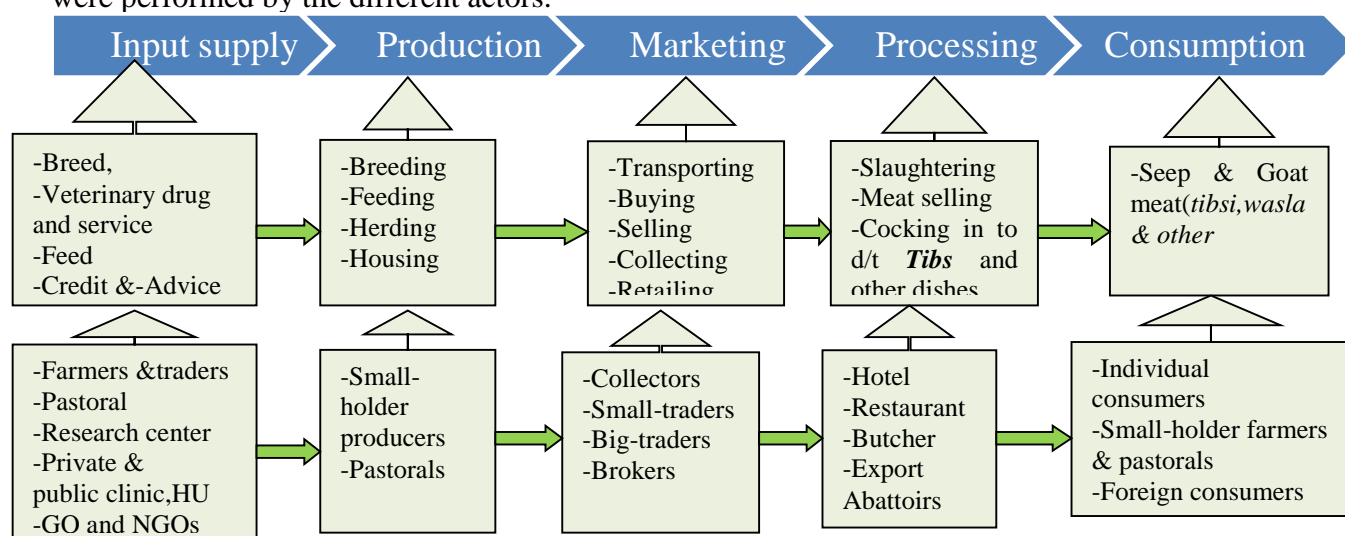 were performed by the different actors.
Input supply
Production
Marketing
Processing
Consumption
-Breed,
-Veterinary drug
and service
-Feed
-Credit &-Advice
-Breeding
-Feeding
-Herding
-Housing
-Transporting
-Buying
-Selling
-Collecting
-Retailing
-Slaughtering
-Meat selling
-Cocking in to
d/t Tibs and
other dishes
-Seep & Goat
meat(tibsi,wasla
& other
-Farmers &traders
-Pastoral
-Research center
-Private &
public clinic,HU
-GO and NGOs
-Small-
holder
producers
-Pastorals
-Collectors
-Small-traders
-Big-traders
-Brokers
-Hotel
-Restaurant
-Butcher
-Export
Abattoirs
-Individual
consumers
-Small-holder farmers
& pastorals
-Foreign consumers